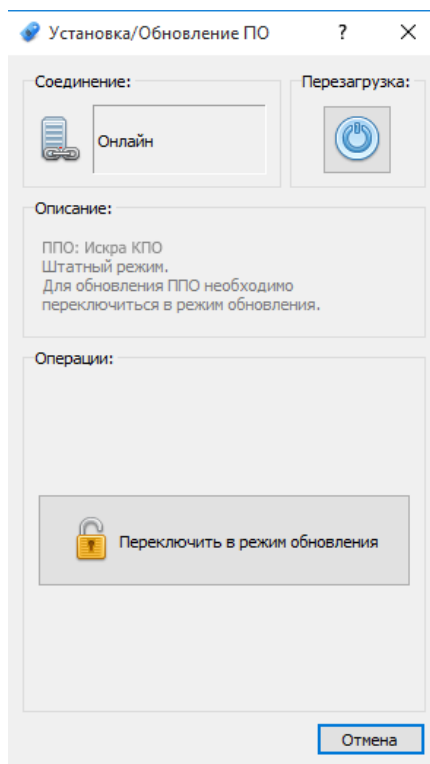 Установка/Обновление ПО
?
Соединение:
Перезагрузка:
Онлайн
Описание:
ППО: Искра КПО
Штатный режим.
Для обновления ППО необходимо
переключиться в режим обновления.
Операции:
Переключить в режим обновления
Отмена